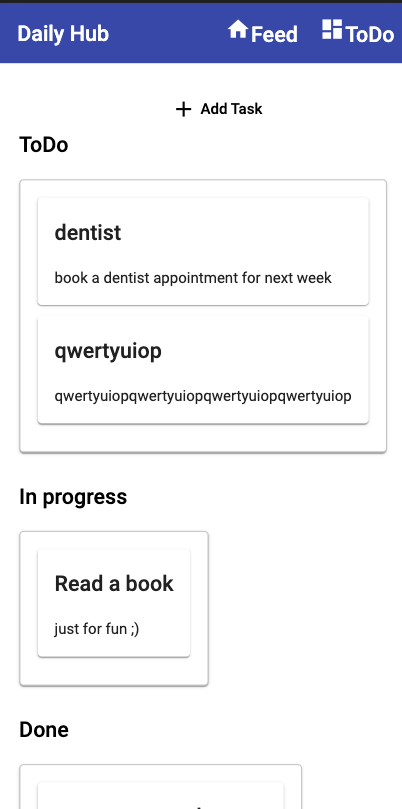 Daily Hub Feed ToDo
Add Task
ToDo
dentist
book a dentist appointment for next week
qwertyuiop
qwertyuiopqwertyuiopqwertyuiopqwertyuiop
In progress
Read a book
just for fun ;)
Done